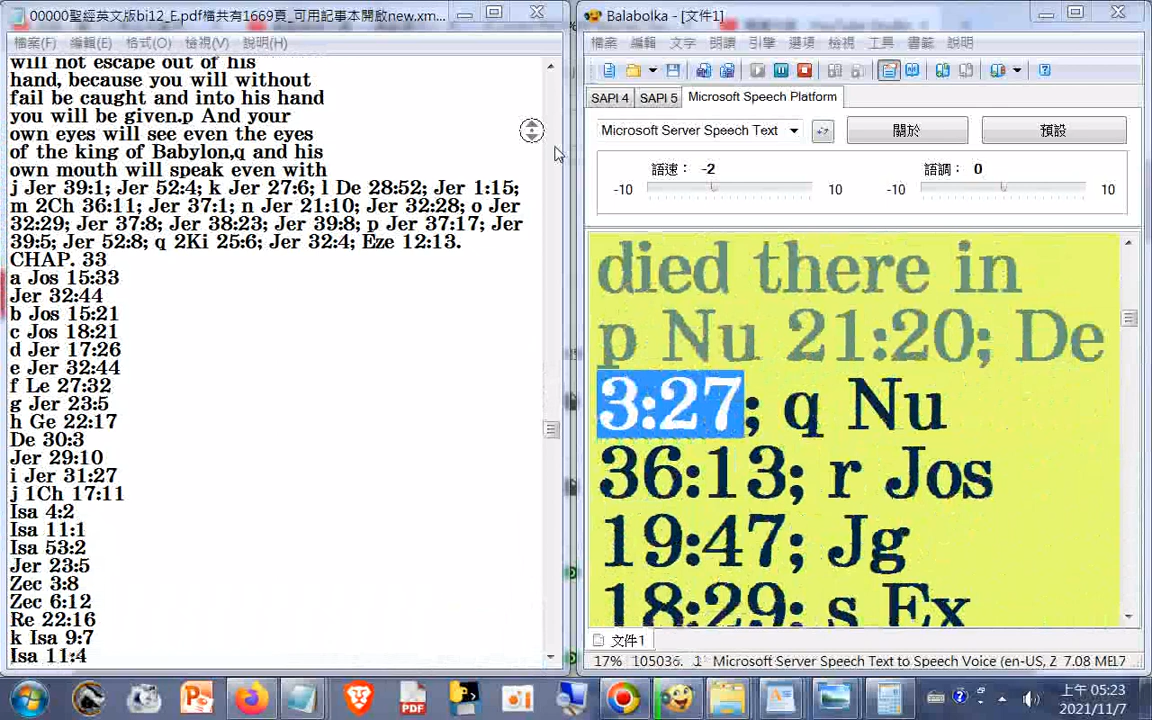 00000聖經英文版bi12_E.pdf檔共有1669頁_可用記事本開啟new.xm...
檔案(F) 編輯(E) 格式(O) 檢視(V) 說明(H)
will not escape out of his
hand, because you will without
fail be caught and into his hand
you will be given.p And your
own eyes will see even the eyes
of the king of Babylon,q and his
own mouth will speak even with
j Jer 39:1; Jer 52:4; k Jer 27:6; l De 28:52; Jer 1:15;
m 2Ch 36:11; Jer 37:1; n Jer 21:10; Jer 32:28; o Jer
32:29; Jer 37:8; Jer 38:23; Jer 39:8; p Jer 37:17; Jer
39:5; Jer 52:8; q 2Ki 25:6; Jer 32:4; Eze 12:13.
CHAP. 33
a Jos 15:33
Jer 32:44
b Jos 15:21
c Jos 18:21
d Jer 17:26
e Jer 32:44
f Le 27:32
g Jer 23:5
h Ge 22:17
De 30:3
Jer 29:10
i Jer 31:27
j 1Ch 17:11
Isa 4:2
Isa 11:1
Isa 53:2
Jer 23:5
Zec 3:8
Zec 6:12
Re 22:16
k Isa 9:7
Isa 11:4
Balabolka - [文件1]
檔案 編輯 文字 朗讀 引擎 選項 檢視 工具 書籤 說明
SAPI 4 SAPI 5 Microsoft Speech Platform
Microsoft Server Speech Text 關於 預設
語速： -2 語調： 0
-10 10 -10 10
died there in
p Nu 21:20; De
3:27; q Nu
36:13; r Jos
19:47; Jg
18:29; s Ex
文件1
17% 105036. 1 Microsoft Server Speech Text to Speech Voice (en-US, Z 7.08 ME
PDF
上午 05:23
2021/11/7